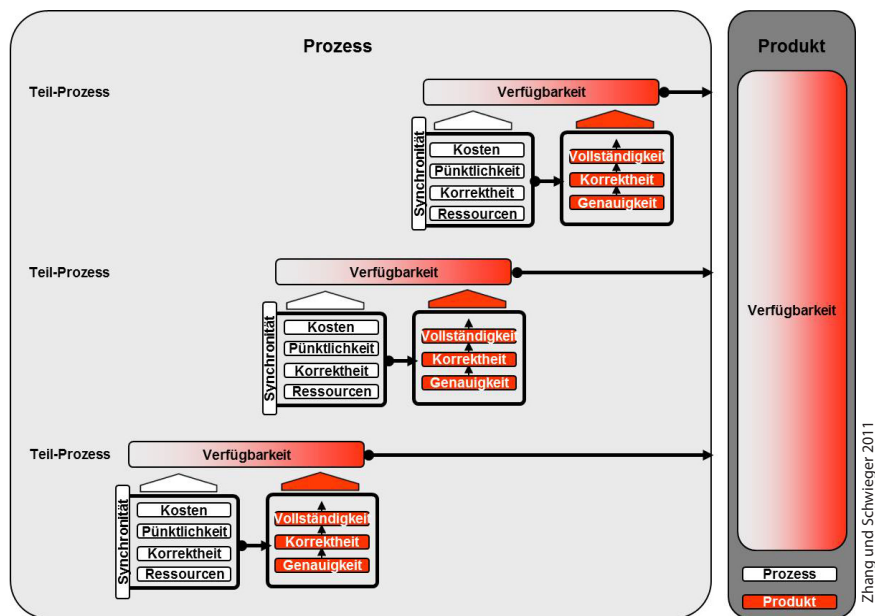 Prozess
Produkt
Teil-Prozess
Verfügbarkeit
Synchronität
Kosten
Pünktlichkeit
Korrektheit
Ressourcen
Vollständigkeit
Korrektheit
Genauigkeit
Teil-Prozess
Verfügbarkeit
Synchronität
Kosten
Pünktlichkeit
Korrektheit
Ressourcen
Vollständigkeit
Korrektheit
Genauigkeit
Teil-Prozess
Verfügbarkeit
Synchronität
Kosten
Pünktlichkeit
Korrektheit
Ressourcen
Vollständigkeit
Korrektheit
Genauigkeit
Verfügbarkeit
Prozess
Produkt
Zhang und Schwieger 2011